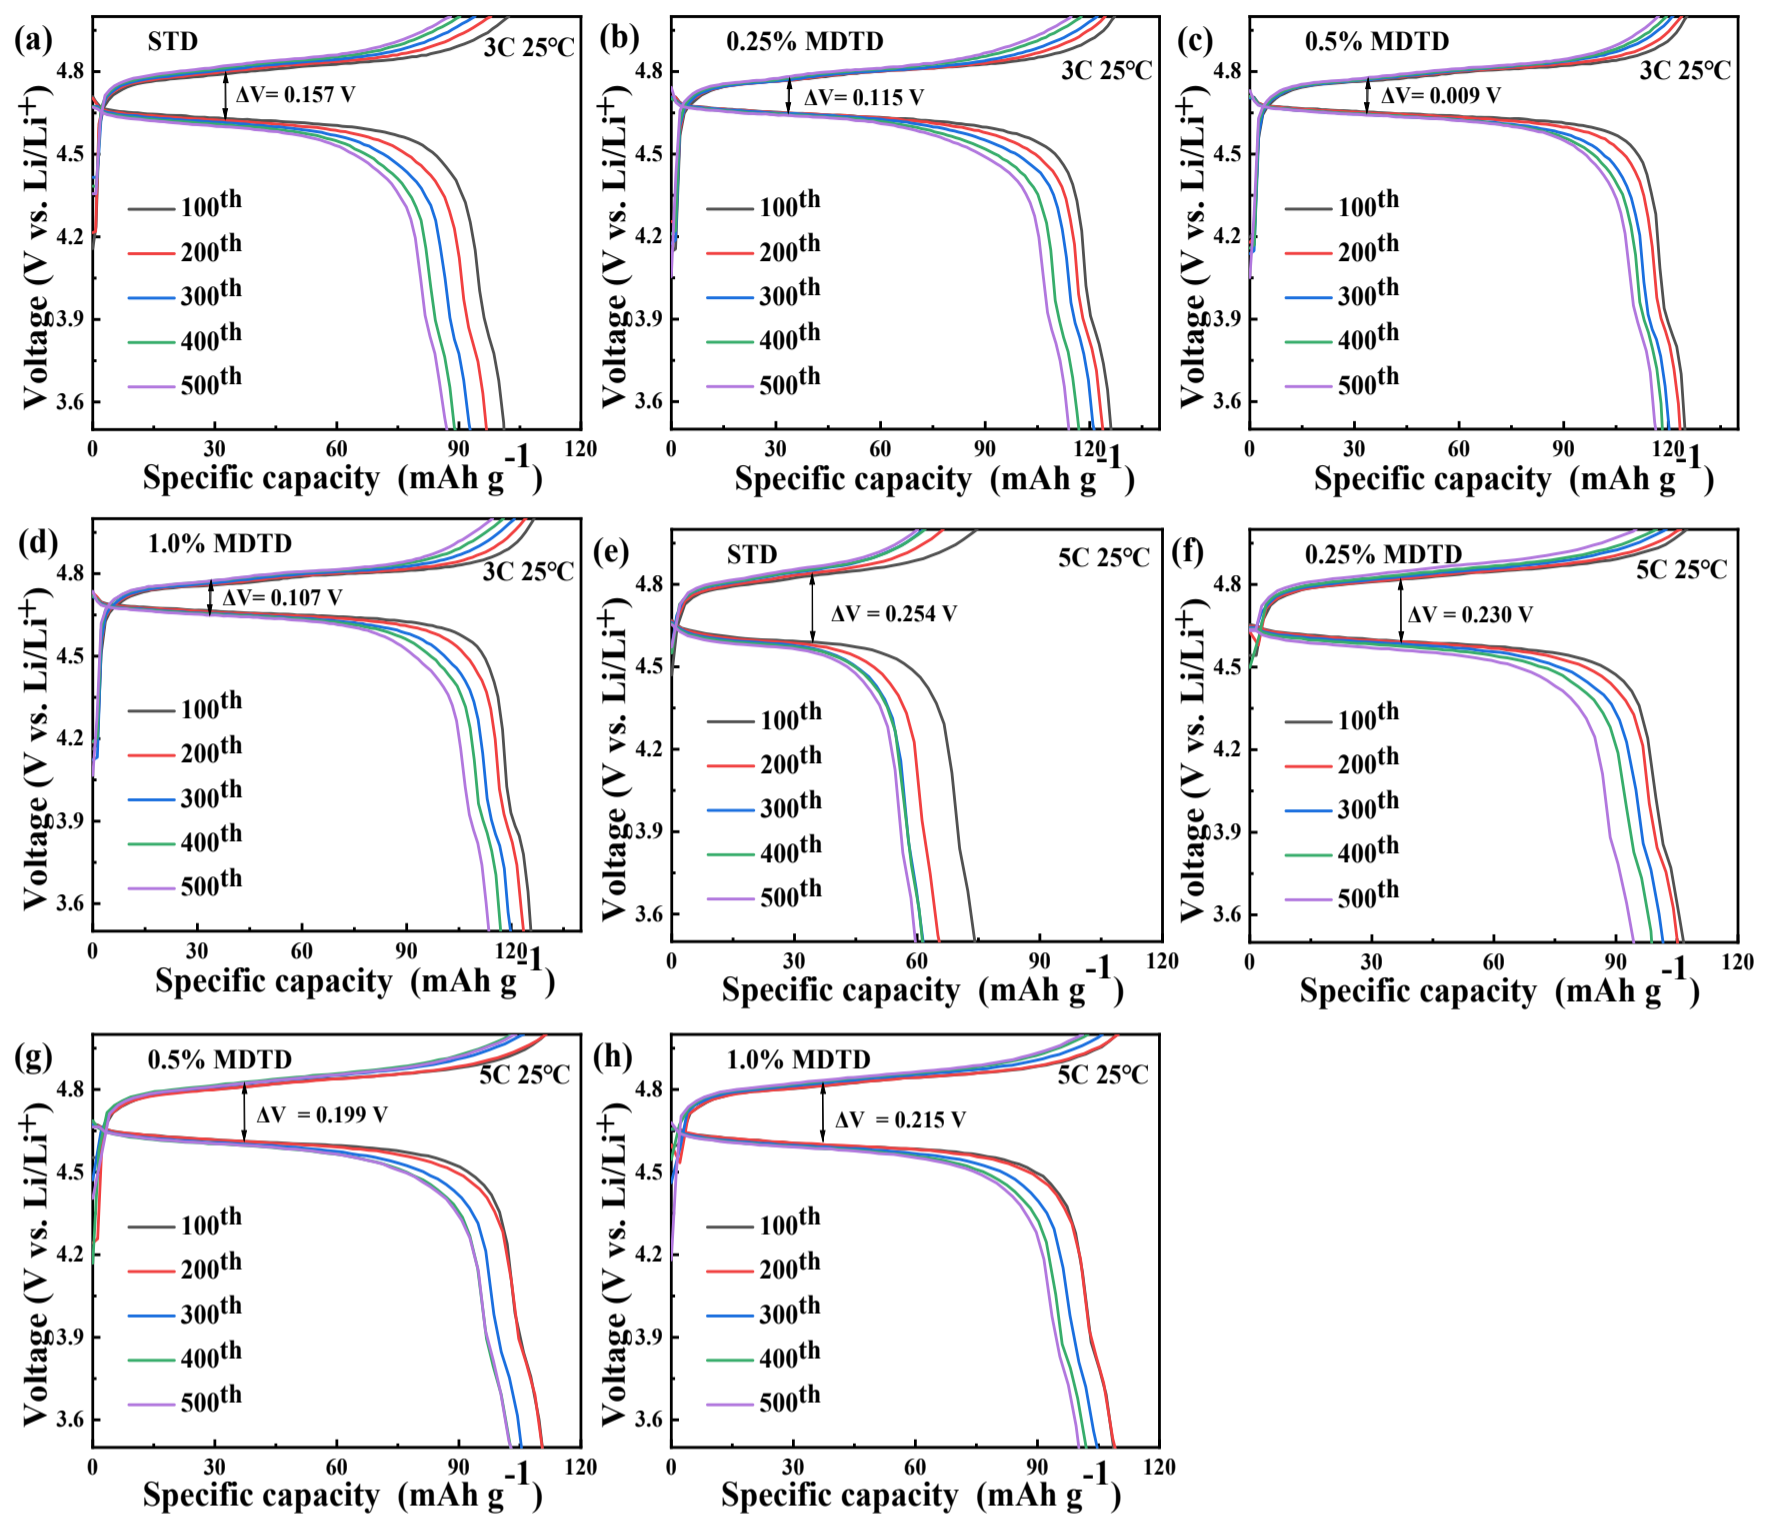 (a)
STD
3C 25℃
ΔV= 0.157 V
100th
200th
300th
400th
500th
4.8
4.5
4.2
3.9
3.6
0
30
60
90
120
Voltage (V vs. Li/Li+)
Specific capacity (mAh g-1)
(b)
0.25% MDTD
3C 25℃
ΔV= 0.115 V
100th
200th
300th
400th
500th
4.8
4.5
4.2
3.9
3.6
0
30
60
90
120
Voltage (V vs. Li/Li+)
Specific capacity (mAh g-1)
(c)
0.5% MDTD
3C 25℃
ΔV= 0.009 V
100th
200th
300th
400th
500th
4.8
4.5
4.2
3.9
3.6
0
30
60
90
120
Voltage (V vs. Li/Li+)
Specific capacity (mAh g-1)
(d)
1.0% MDTD
3C 25℃
ΔV= 0.107 V
100th
200th
300th
400th
500th
4.8
4.5
4.2
3.9
3.6
0
30
60
90
120
Voltage (V vs. Li/Li+)
Specific capacity (mAh g-1)
(e)
STD
5C 25℃
ΔV= 0.254 V
100th
200th
300th
400th
500th
4.8
4.5
4.2
3.9
3.6
0
30
60
90
120
Voltage (V vs. Li/Li+)
Specific capacity (mAh g-1)
(f)
0.25% MDTD
5C 25℃
ΔV = 0.230 V
100th
200th
300th
400th
500th
4.8
4.5
4.2
3.9
3.6
0
30
60
90
120
Voltage (V vs. Li/Li+)
Specific capacity (mAh g-1)
(g)
0.5% MDTD
5C 25℃
ΔV = 0.199 V
100th
200th
300th
400th
500th
4.8
4.5
4.2
3.9
3.6
0
30
60
90
120
Voltage (V vs. Li/Li+)
Specific capacity (mAh g-1)
(h)
1.0% MDTD
5C 25℃
ΔV = 0.215 V
100th
200th
300th
400th
500th
4.8
4.5
4.2
3.9
3.6
0
30
60
90
120
Voltage (V vs. Li/Li+)
Specific capacity (mAh g-1)